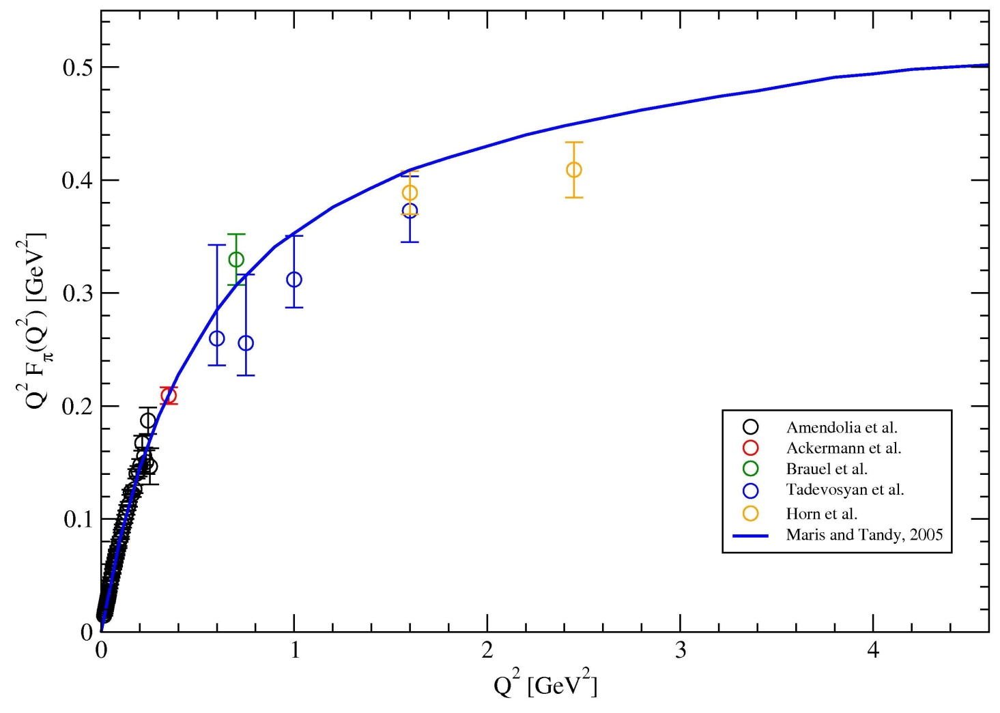 0.5
0.4
0.3
0.2
0.1
0
Q² Fπ(Q²) [GeV²]
0 1 2 3 4
Q² [GeV²]
Amendolia et al.
Ackermann et al.
Brauel et al.
Tadevosyan et al.
Horn et al.
Maris and Tandy, 2005